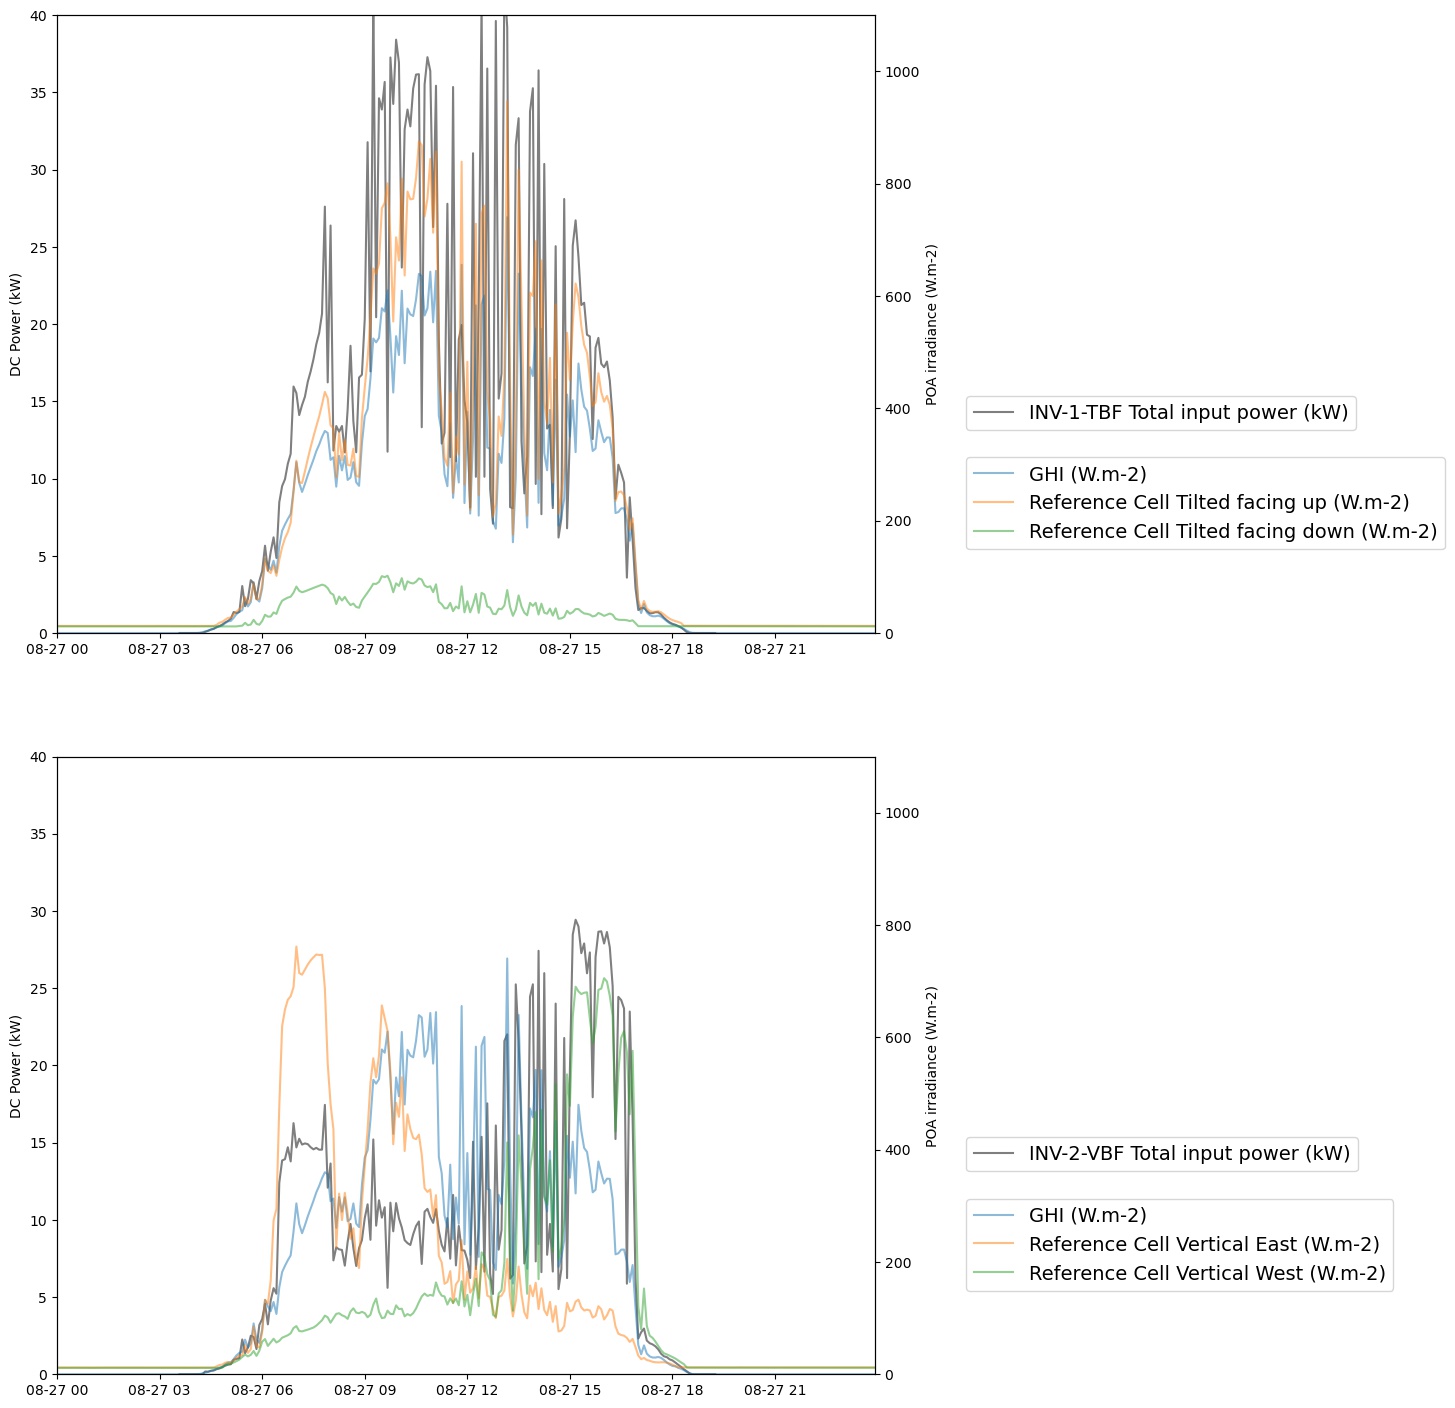 40
35
30
25
20
15
10
5
0
DC Power (kW)
1000
800
600
400
200
0
POA irradiance (W.m-2)
08-27 00 08-27 03 08-27 06 08-27 09 08-27 12 08-27 15 08-27 18 08-27 21
INV-1-TBF Total input power (kW)
GHI (W.m-2)
Reference Cell Tilted facing up (W.m-2)
Reference Cell Tilted facing down (W.m-2)
40
35
30
25
20
15
10
5
0
DC Power (kW)
1000
800
600
400
200
0
POA irradiance (W.m-2)
08-27 00 08-27 03 08-27 06 08-27 09 08-27 12 08-27 15 08-27 18 08-27 21
INV-2-VBF Total input power (kW)
GHI (W.m-2)
Reference Cell Vertical East (W.m-2)
Reference Cell Vertical West (W.m-2)